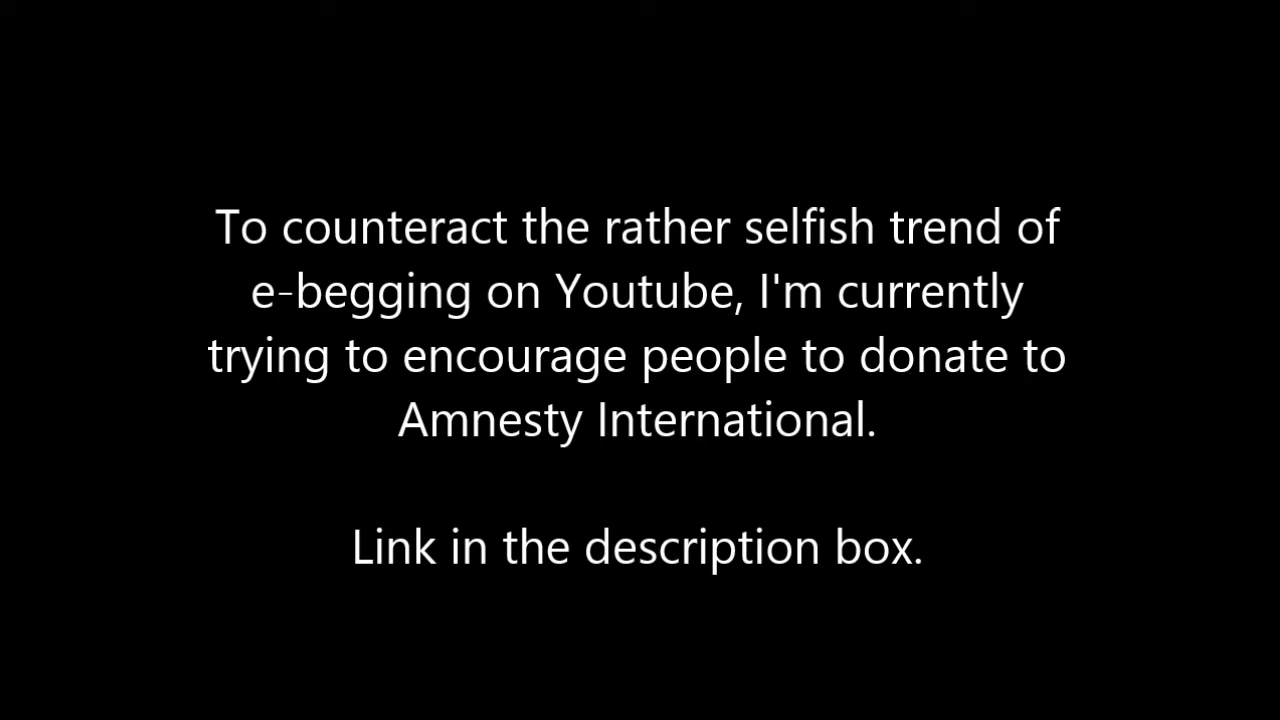 To counteract the rather selfish trend of
e-begging on Youtube, I'm currently
trying to encourage people to donate to
Amnesty International.
Link in the description box.